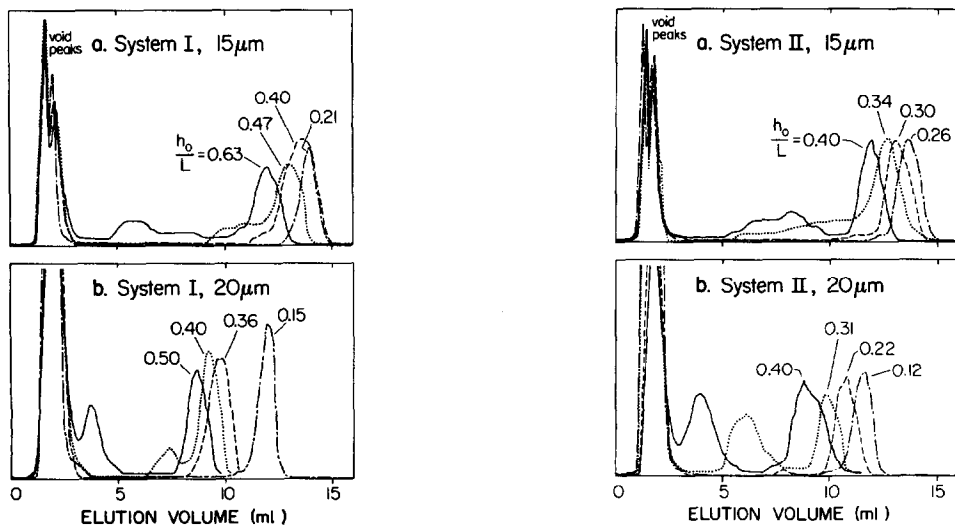 void
peaks
a. System I, 15μm
0.40
0.47
0.21
h₀/L = 0.63
b. System I, 20μm
0.40
0.36
0.15
0.50
0 5 10 15
ELUTION VOLUME (ml)
void
peaks
a. System II, 15μm
0.34
0.30
h₀/L = 0.40
0.26
b. System II, 20μm
0.31
0.22
0.40
0.12
0 5 10 15
ELUTION VOLUME (ml)